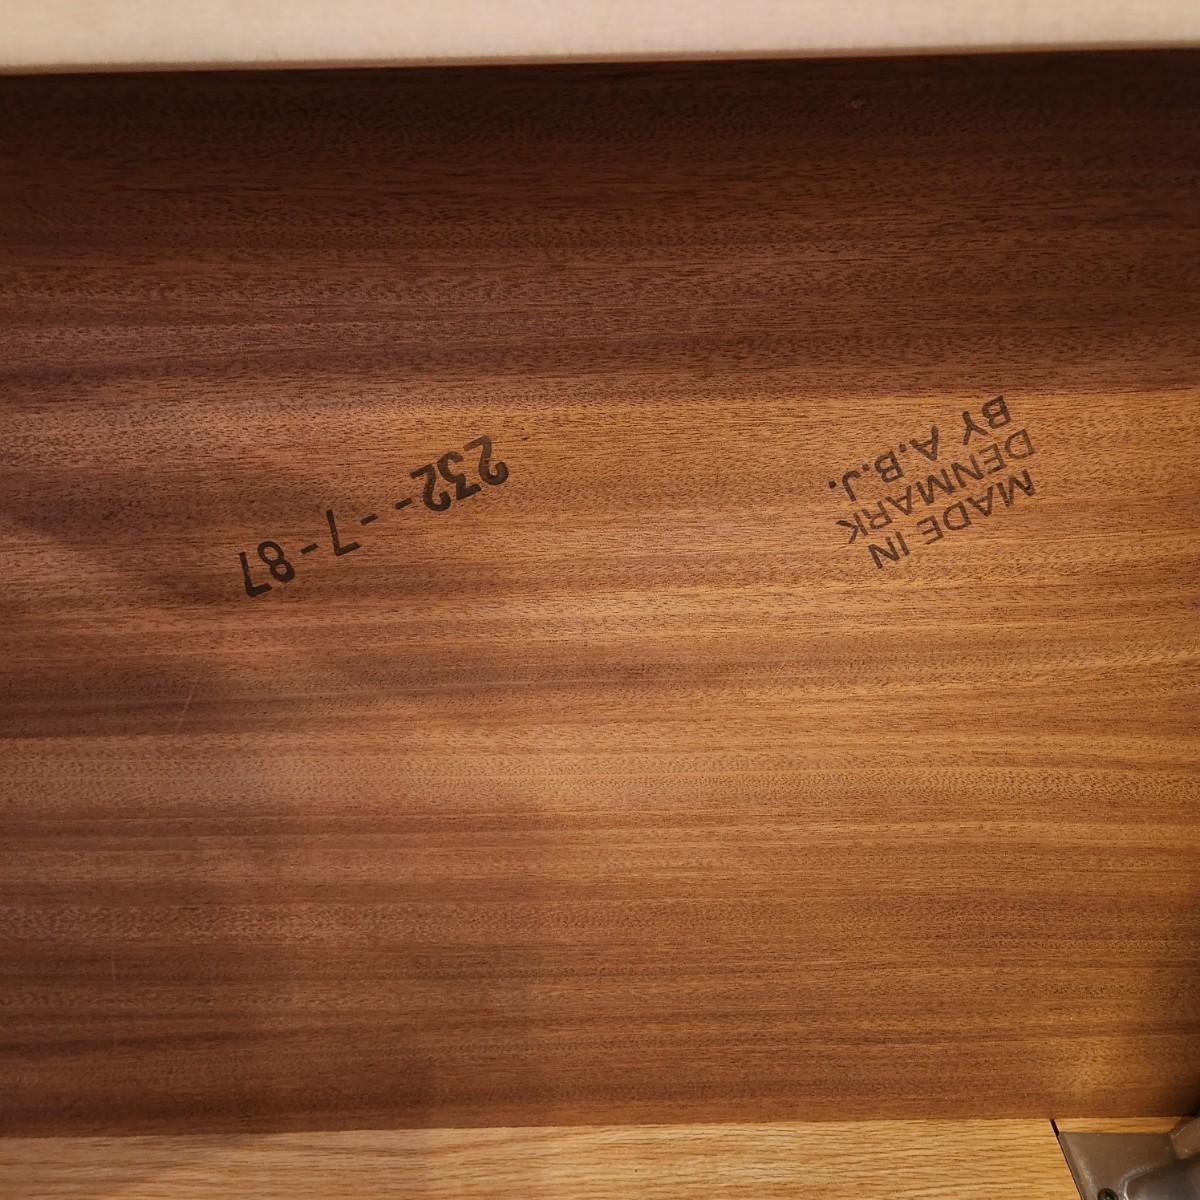 MADE IN
DENMARK
BY A.B.J.
232--7-87